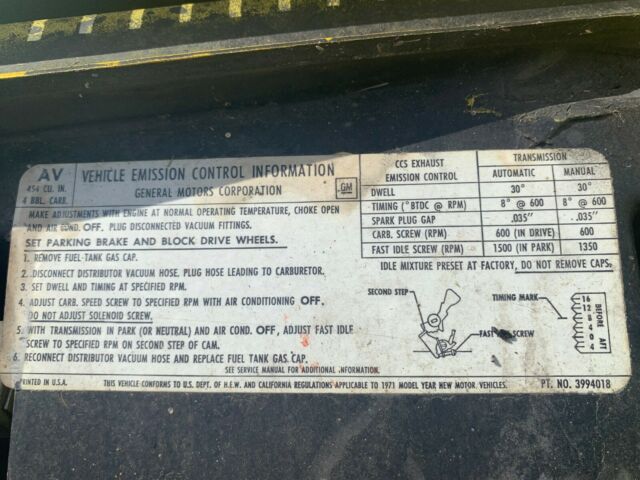 AV
454 CU. IN.
4 BBL. CARB.
VEHICLE EMISSION CONTROL INFORMATION
GENERAL MOTORS CORPORATION
GM
MAKE ADJUSTMENTS WITH ENGINE AT NORMAL OPERATING TEMPERATURE, CHOKE OPEN
AND AIR COND. OFF. PLUG DISCONNECTED VACUUM FITTINGS.
SET PARKING BRAKE AND BLOCK DRIVE WHEELS.
1. REMOVE FUEL-TANK GAS CAP.
2. DISCONNECT DISTRIBUTOR VACUUM HOSE. PLUG HOSE LEADING TO CARBURETOR.
3. SET DWELL AND TIMING AT SPECIFIED RPM.
4. ADJUST CARB. SPEED SCREW TO SPECIFIED RPM WITH AIR CONDITIONING OFF.
DO NOT ADJUST SOLENOID SCREW.
5. WITH TRANSMISSION IN PARK (OR NEUTRAL) AND AIR COND. OFF, ADJUST FAST IDLE
SCREW TO SPECIFIED RPM ON SECOND STEP OF CAM.
6. RECONNECT DISTRIBUTOR VACUUM HOSE AND REPLACE FUEL TANK GAS CAP.
SEE SERVICE MANUAL FOR ADDITIONAL INFORMATION.
CCS EXHAUST
EMISSION CONTROL
TRANSMISSION
AUTOMATIC MANUAL
DWELL 30° 30°
TIMING (°BTDC @ RPM) 8° @ 600 8° @ 600
SPARK PLUG GAP .035" .035"
CARB. SCREW (RPM) 600 (IN DRIVE) 600
FAST IDLE SCREW (RPM) 1500 (IN PARK) 1350
IDLE MIXTURE PRESET AT FACTORY, DO NOT REMOVE CAPS.
SECOND STEP
FAST SCREW
TIMING MARK
16
12
8
4
0
4
BEFORE AFT
PRINTED IN U.S.A. THIS VEHICLE CONFORMS TO U.S. DEPT. OF H.E.W. AND CALIFORNIA REGULATIONS APPLICABLE TO 1971 MODEL YEAR NEW MOTOR VEHICLES. PT. NO. 3994018